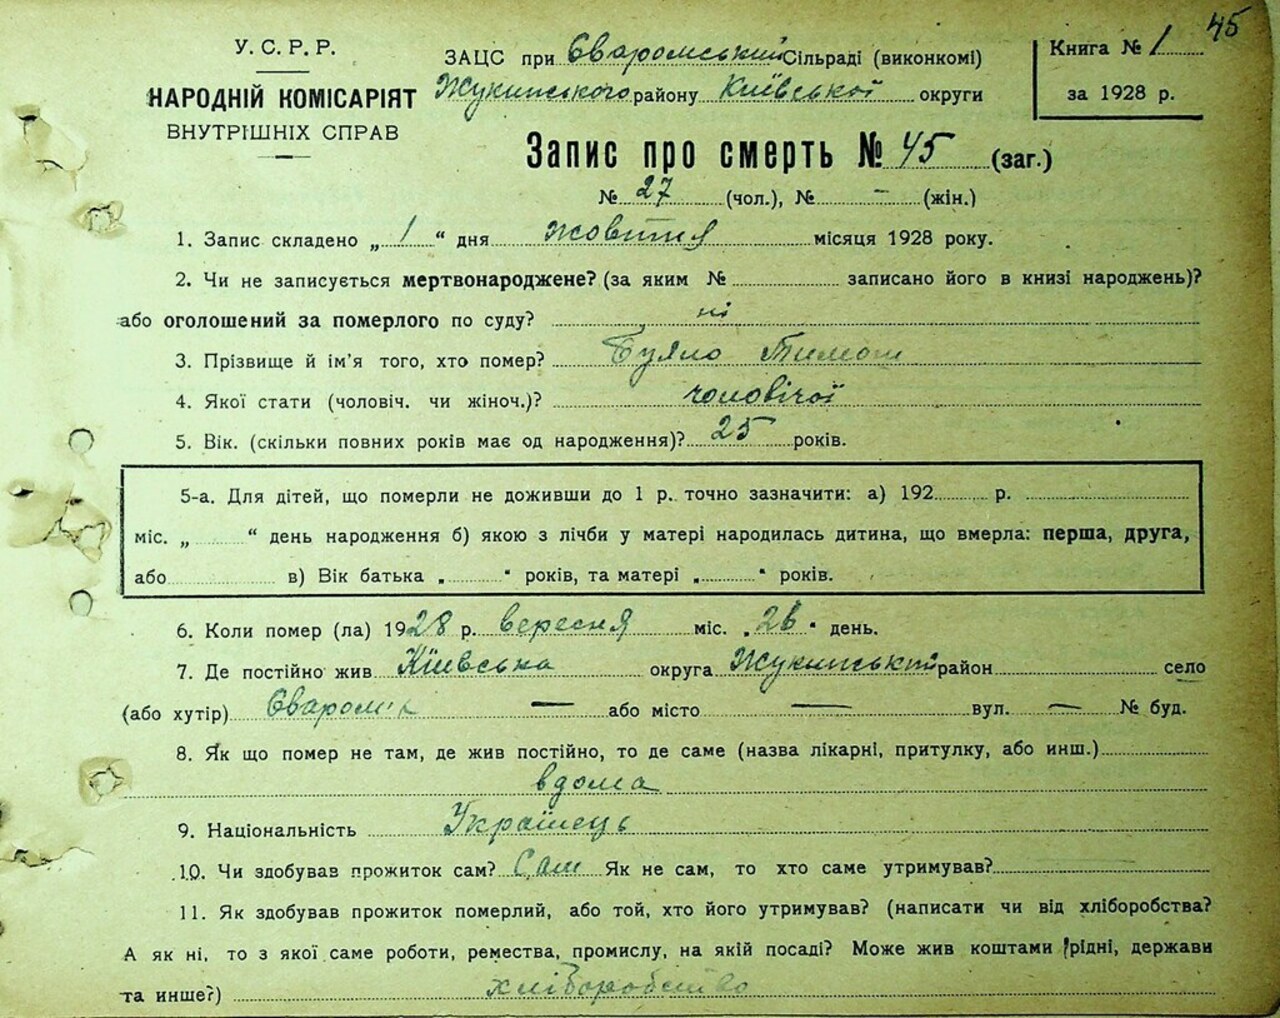 45
У. С. Р. Р.
НАРОДНІЙ КОМІСАРІЯТ
ВНУТРІШНІХ СПРАВ
ЗАЦС при Єваромський Сільраді (виконкомі)
Жукинського району Київської округи
Книга № 1
за 1928 р.
Запис про смерть № 45 (заг.)
№ 27 (чол.), № - (жін.)
1. Запис складено „ 1 “ дня жовтня місяця 1928 року.
2. Чи не записується мертвонароджене? (за яким № записано його в книзі народжень)?
або оголошений за померлого по суду? ні
3. Прізвище й ім'я того, хто помер? Буяло Тимош
4. Якої стати (чоловіч. чи жіноч.)? чоловічої
5. Вік. (скільки повних років має од народження)? 25 років.
5-а. Для дітей, що померли не доживши до 1 р. точно зазначити: а) 192 р.
міс. „ “ день народження б) якою з лічби у матері народилась дитина, що вмерла: перша, друга,
або в) Вік батька „ “ років, та матері „ “ років.
6. Коли помер (ла) 1928 р. вересня міс. „26“ день.
7. Де постійно жив Київська округа Жукинський район село
(або хутір) Єваромік — або місто — вул. — № буд.
8. Як що помер не там, де жив постійно, то де саме (назва лікарні, притулку, або инш.)
вдома
9. Національність Українець
10. Чи здобував прожиток сам? Сам Як не сам, то хто саме утримував?
11. Як здобував прожиток померлий, або той, хто його утримував? (написати чи від хліборобства?
А як ні, то з якої саме роботи, ремества, промислу, на якій посаді? Може жив коштами рідні, держави
та инше?) хліборобство